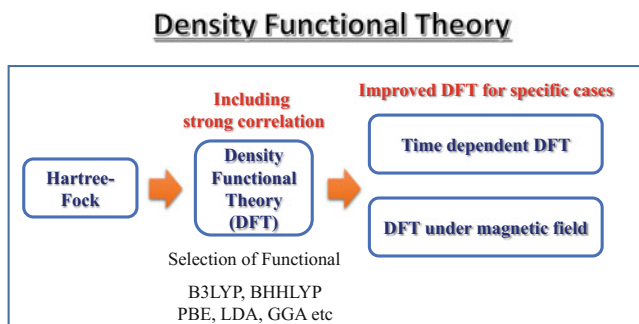 Density Functional Theory
Including
strong correlation
Improved DFT for specific cases
Hartree-
Fock
Density
Functional
Theory
(DFT)
Time dependent DFT
DFT under magnetic field
Selection of Functional
B3LYP, BHHLYP
PBE, LDA, GGA etc